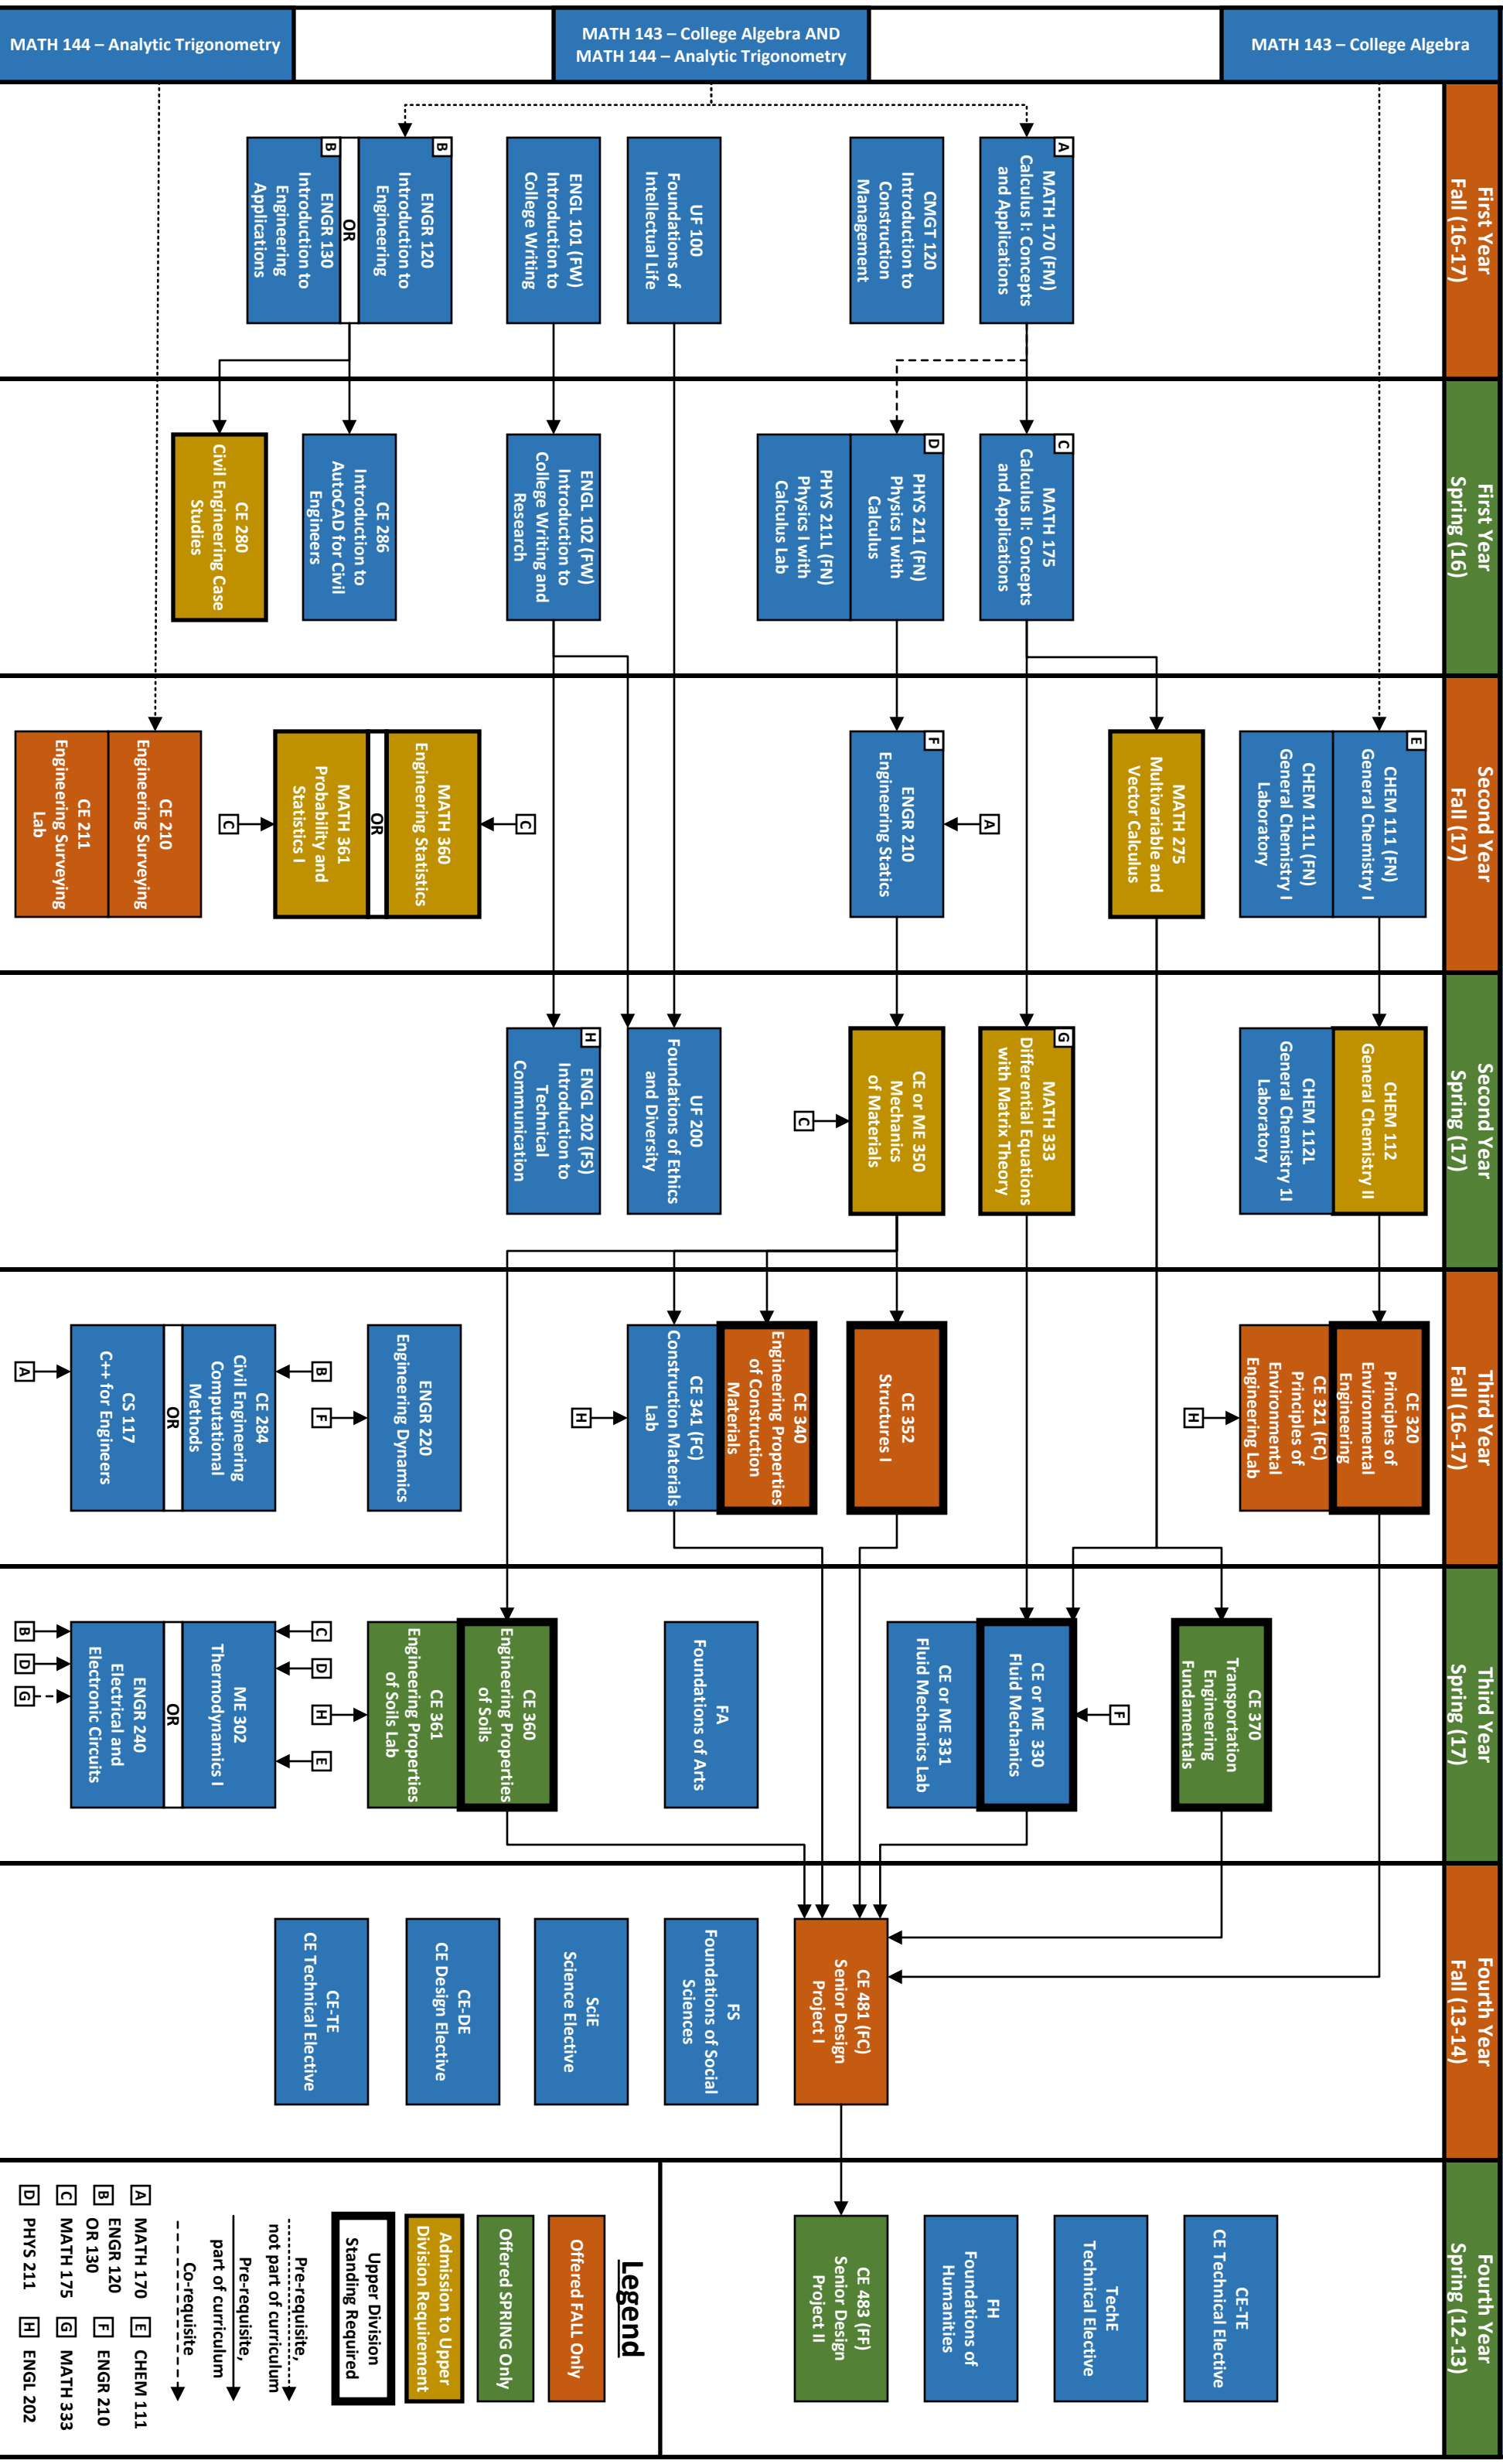 MATH 143 – College Algebra
MATH 143 – College Algebra AND
MATH 144 – Analytic Trigonometry
MATH 144 – Analytic Trigonometry
First Year
Fall (16-17)
A
MATH 170 (FM)
Calculus I: Concepts
and Applications
CMGT 120
Introduction to
Construction
Management
UF 100
Foundations of
Intellectual Life
ENGL 101 (FW)
Introduction to
College Writing
B
ENGR 120
Introduction to
Engineering
OR
B
ENGR 130
Introduction to
Engineering
Applications
First Year
Spring (16)
C
MATH 175
Calculus II: Concepts
and Applications
D
PHYS 211 (FN)
Physics I with
Calculus
PHYS 211L (FN)
Physics I with
Calculus Lab
ENGL 102 (FW)
Introduction to
College Writing and
Research
CE 286
Introduction to
AutoCAD for Civil
Engineers
CE 280
Civil Engineering Case
Studies
Second Year
Fall (17)
E
CHEM 111 (FN)
General Chemistry I
CHEM 111L (FN)
General Chemistry I
Laboratory
MATH 275
Multivariable and
Vector Calculus
A
F
ENGR 210
Engineering Statics
C
MATH 360
Engineering Statistics
OR
MATH 361
Probability and
Statistics I
C
CE 210
Engineering Surveying
CE 211
Engineering Surveying
Lab
Second Year
Spring (17)
CHEM 112
General Chemistry II
CHEM 112L
General Chemistry 1I
Laboratory
G
MATH 333
Differential Equations
with Matrix Theory
CE or ME 350
Mechanics
of Materials
C
UF 200
Foundations of Ethics
and Diversity
H
ENGL 202 (FS)
Introduction to
Technical
Communication
Third Year
Fall (16-17)
CE 320
Principles of
Environmental
Engineering
CE 321 (FC)
Principles of
Environmental
Engineering Lab
H
CE 352
Structures I
CE 340
Engineering Properties
of Construction
Materials
CE 341 (FC)
Construction Materials
Lab
H
ENGR 220
Engineering Dynamics
B
F
CE 284
Civil Engineering
Computational
Methods
OR
CS 117
C++ for Engineers
A
Third Year
Spring (17)
CE 370
Transportation
Engineering
Fundamentals
F
CE or ME 330
Fluid Mechanics
CE or ME 331
Fluid Mechanics Lab
FA
Foundations of Arts
CE 360
Engineering Properties
of Soils
CE 361
Engineering Properties
of Soils Lab
C
D
H
E
ME 302
Thermodynamics I
OR
ENGR 240
Electrical and
Electronic Circuits
B
D
G
Fourth Year
Fall (13-14)
CE 481 (FC)
Senior Design
Project I
FS
Foundations of Social
Sciences
SciE
Science Elective
CE-DE
CE Design Elective
CE-TE
CE Technical Elective
Fourth Year
Spring (12-13)
CE-TE
CE Technical Elective
TechE
Technical Elective
FH
Foundations of
Humanities
CE 483 (FF)
Senior Design
Project II
Legend
Offered FALL Only
Offered SPRING Only
Admission to Upper
Division Requirement
Upper Division
Standing Required
Pre-requisite,
not part of curriculum
Pre-requisite,
part of curriculum
Co-requisite
A MATH 170 E CHEM 111
B ENGR 120 F ENGR 210
OR 130
C MATH 175 G MATH 333
D PHYS 211 H ENGL 202